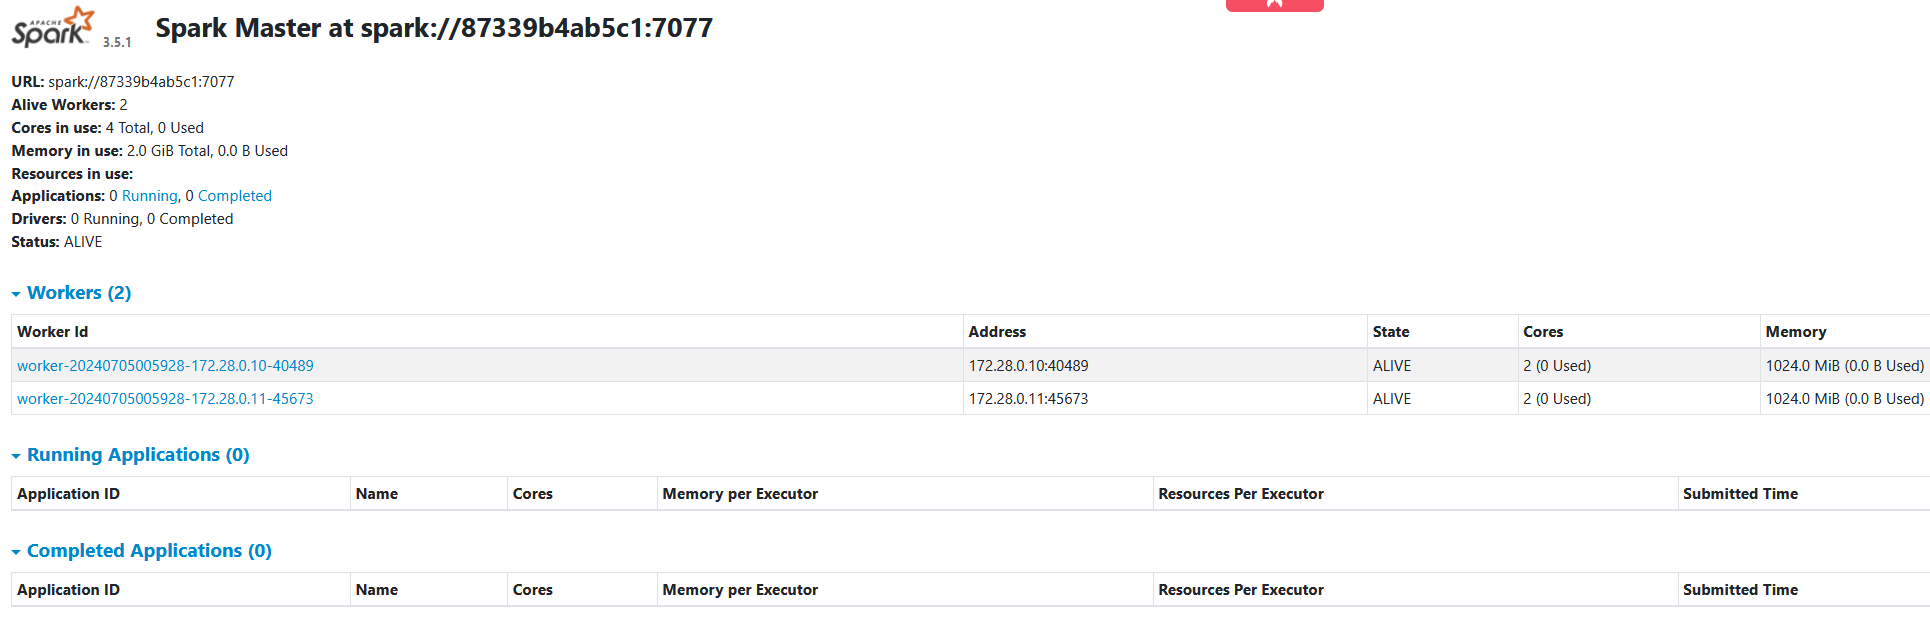 APACHE
Spark 3.5.1 Spark Master at spark://87339b4ab5c1:7077
URL: spark://87339b4ab5c1:7077
Alive Workers: 2
Cores in use: 4 Total, 0 Used
Memory in use: 2.0 GiB Total, 0.0 B Used
Resources in use:
Applications: 0 Running, 0 Completed
Drivers: 0 Running, 0 Completed
Status: ALIVE
Workers (2)
Worker Id Address State Cores Memory
worker-20240705005928-172.28.0.10-40489 172.28.0.10:40489 ALIVE 2 (0 Used) 1024.0 MiB (0.0 B Used)
worker-20240705005928-172.28.0.11-45673 172.28.0.11:45673 ALIVE 2 (0 Used) 1024.0 MiB (0.0 B Used)
Running Applications (0)
Application ID Name Cores Memory per Executor Resources Per Executor Submitted Time
Completed Applications (0)
Application ID Name Cores Memory per Executor Resources Per Executor Submitted Time